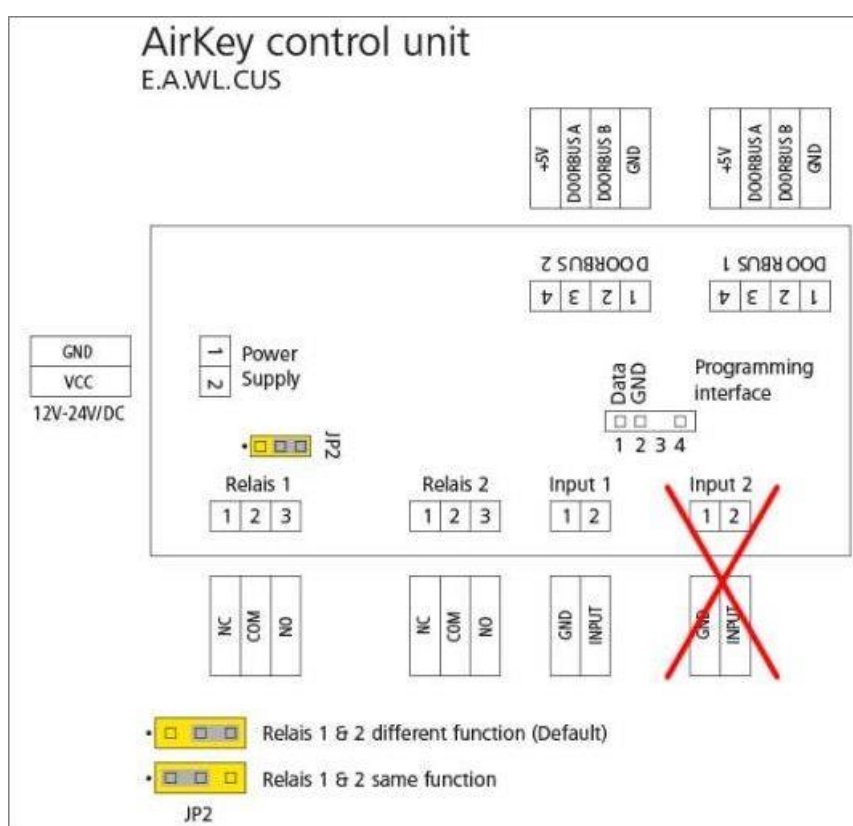 AirKey control unit
E.A.WL.CUS
+5V DOORBUS A DOORBUS B GND
+5V DOORBUS A DOORBUS B GND
DOORBUS 2
DOORBUS 1
4 3 2 1
4 3 2 1
GND
VCC
12V-24V/DC
1 Power
2 Supply
Data
GND
Programming
interface
1 2 3 4
JP2
Relais 1
Relais 2
Input 1
Input 2
1 2 3
1 2 3
1 2
1 2
NC COM NO
NC COM NO
GND INPUT
GND INPUT
Relais 1 & 2 different function (Default)
Relais 1 & 2 same function
JP2